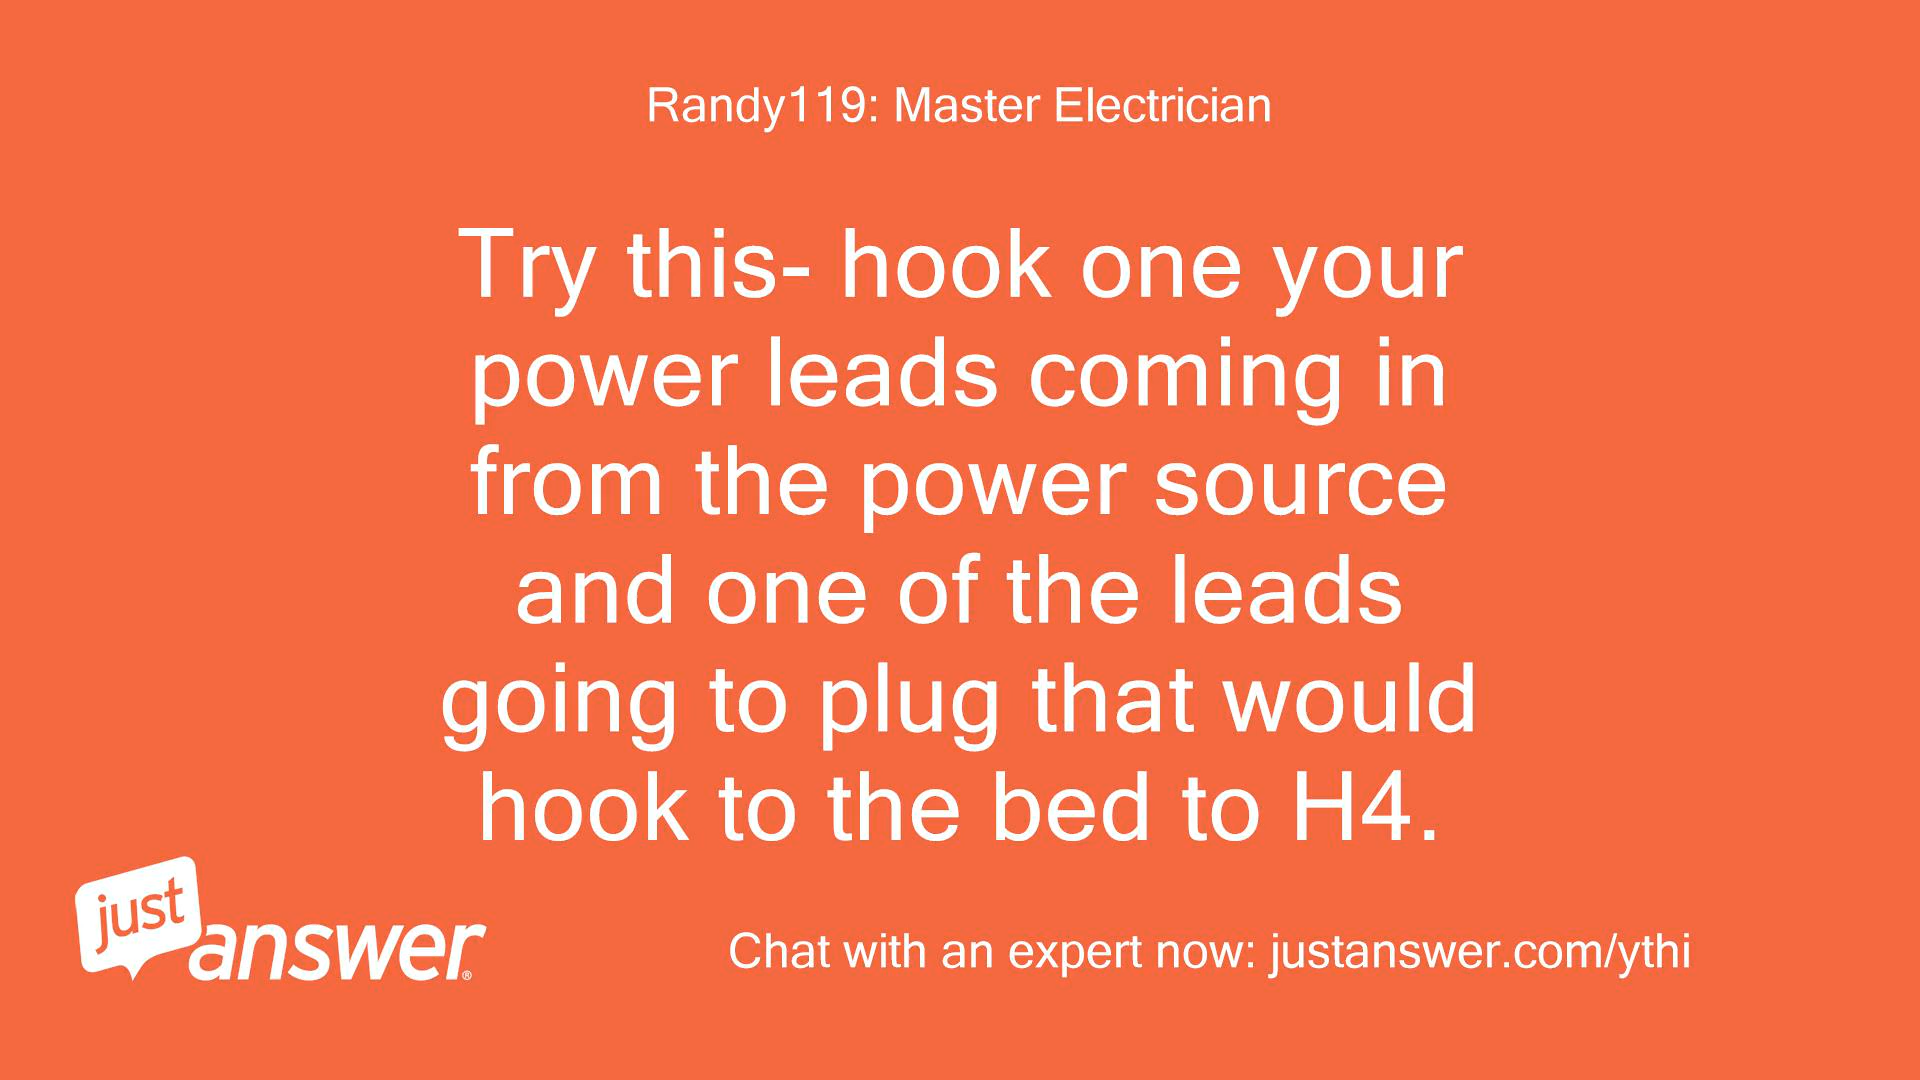 Randy119: Master Electrician
Try this- hook one your
power leads coming in
from the power source
and one of the leads
going to plug that would
hook to the bed to H4.
just
answer®
Chat with an expert now: justanswer.com/ythi